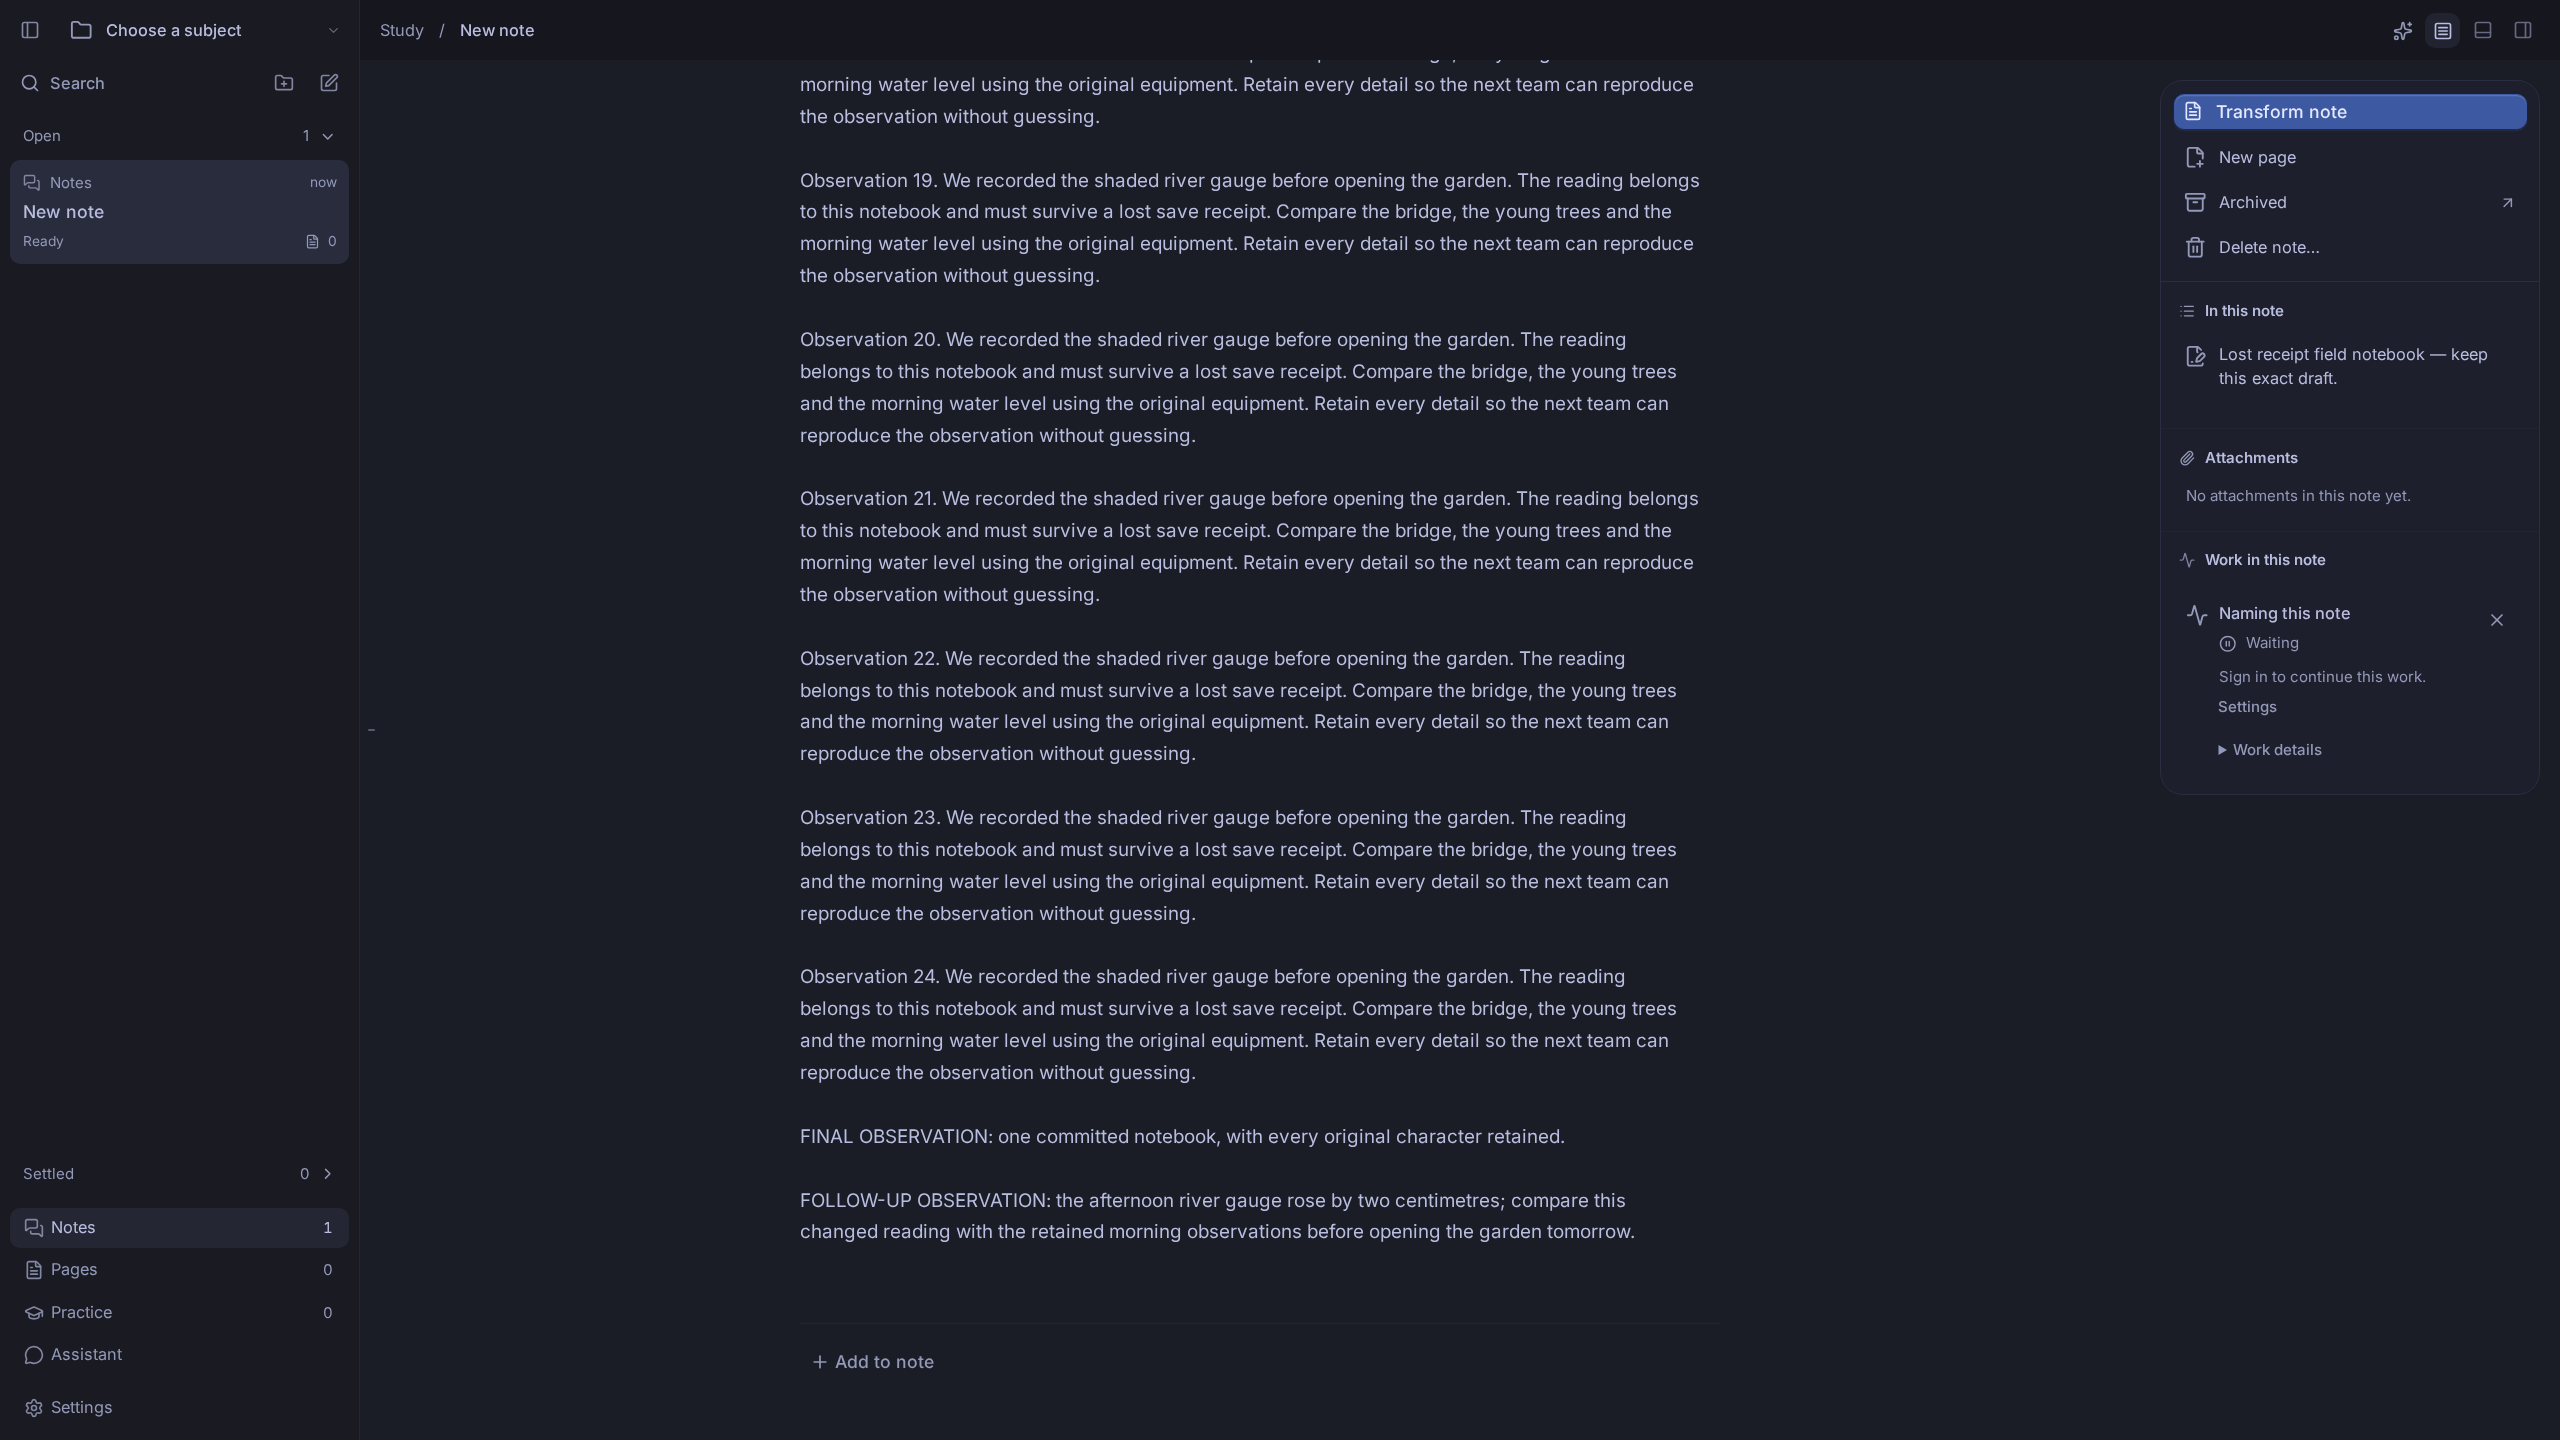 Choose a subject
Study / New note
Search
Open 1
Notes now
New note
Ready 0
morning water level using the original equipment. Retain every detail so the next team can reproduce
the observation without guessing.
Observation 19. We recorded the shaded river gauge before opening the garden. The reading belongs
to this notebook and must survive a lost save receipt. Compare the bridge, the young trees and the
morning water level using the original equipment. Retain every detail so the next team can reproduce
the observation without guessing.
Observation 20. We recorded the shaded river gauge before opening the garden. The reading
belongs to this notebook and must survive a lost save receipt. Compare the bridge, the young trees
and the morning water level using the original equipment. Retain every detail so the next team can
reproduce the observation without guessing.
Observation 21. We recorded the shaded river gauge before opening the garden. The reading belongs
to this notebook and must survive a lost save receipt. Compare the bridge, the young trees and the
morning water level using the original equipment. Retain every detail so the next team can reproduce
the observation without guessing.
Observation 22. We recorded the shaded river gauge before opening the garden. The reading
belongs to this notebook and must survive a lost save receipt. Compare the bridge, the young trees
and the morning water level using the original equipment. Retain every detail so the next team can
reproduce the observation without guessing.
Observation 23. We recorded the shaded river gauge before opening the garden. The reading
belongs to this notebook and must survive a lost save receipt. Compare the bridge, the young trees
and the morning water level using the original equipment. Retain every detail so the next team can
reproduce the observation without guessing.
Observation 24. We recorded the shaded river gauge before opening the garden. The reading
belongs to this notebook and must survive a lost save receipt. Compare the bridge, the young trees
and the morning water level using the original equipment. Retain every detail so the next team can
reproduce the observation without guessing.
FINAL OBSERVATION: one committed notebook, with every original character retained.
FOLLOW-UP OBSERVATION: the afternoon river gauge rose by two centimetres; compare this
changed reading with the retained morning observations before opening the garden tomorrow.
Add to note
Transform note
New page
Archived
Delete note...
In this note
Lost receipt field notebook — keep
this exact draft.
Attachments
No attachments in this note yet.
Work in this note
Naming this note
Waiting
Sign in to continue this work.
Settings
Work details
Settled 0
Notes 1
Pages 0
Practice 0
Assistant
Settings